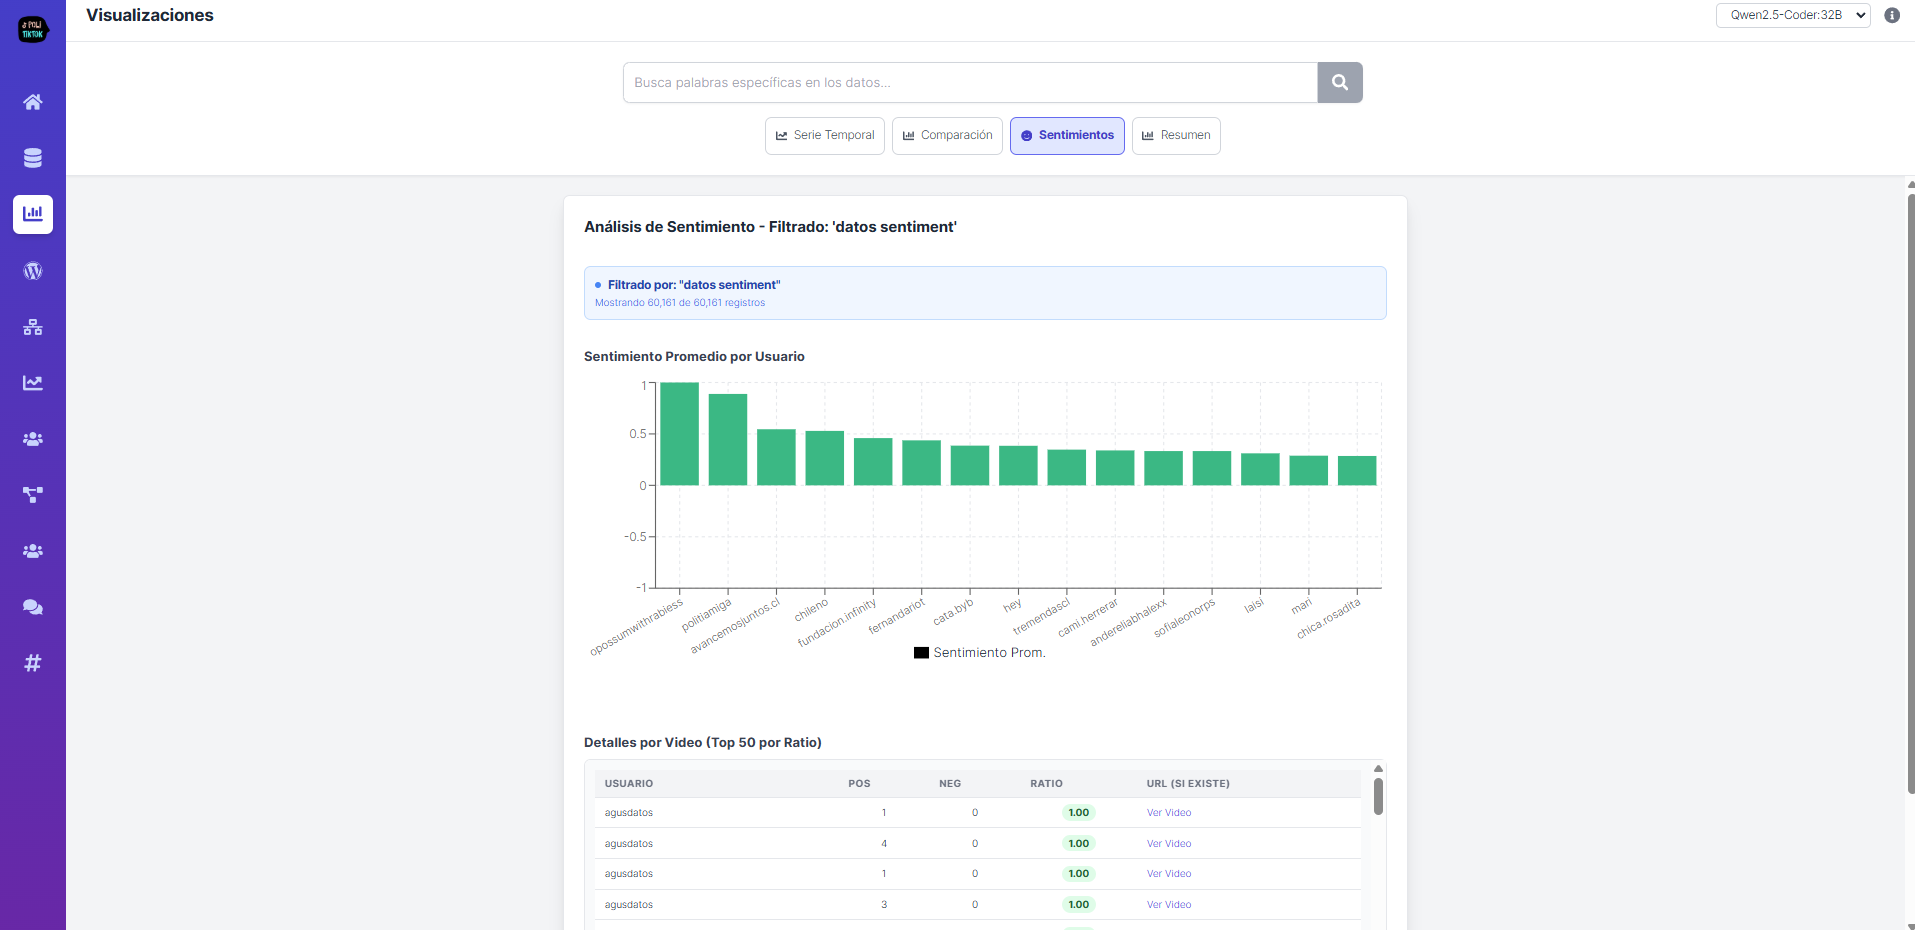 POLI
TIKTOK
Visualizaciones
Qwen2.5-Coder:32B
Busca palabras específicas en los datos...
Serie Temporal
Comparación
Sentimientos
Resumen
Análisis de Sentimiento - Filtrado: 'datos sentiment'
Filtrado por: "datos sentiment"
Mostrando 60,161 de 60,161 registros
Sentimiento Promedio por Usuario
1
0.5
0
-0.5
-1
opossumwithrabiess
politiamiga
avancemosjuntos.cl
chileno
fundacion.infinity
fernandariot
cata.byb
hey
tremendascl
cami.herrerar
andereliabhalexx
sofialeonorps
laisi
mari
chica.rosadita
Sentimiento Prom.
Detalles por Video (Top 50 por Ratio)
USUARIO POS NEG RATIO URL (SI EXISTE)
agusdatos 1 0 1.00 Ver Video
agusdatos 4 0 1.00 Ver Video
agusdatos 1 0 1.00 Ver Video
agusdatos 3 0 1.00 Ver Video